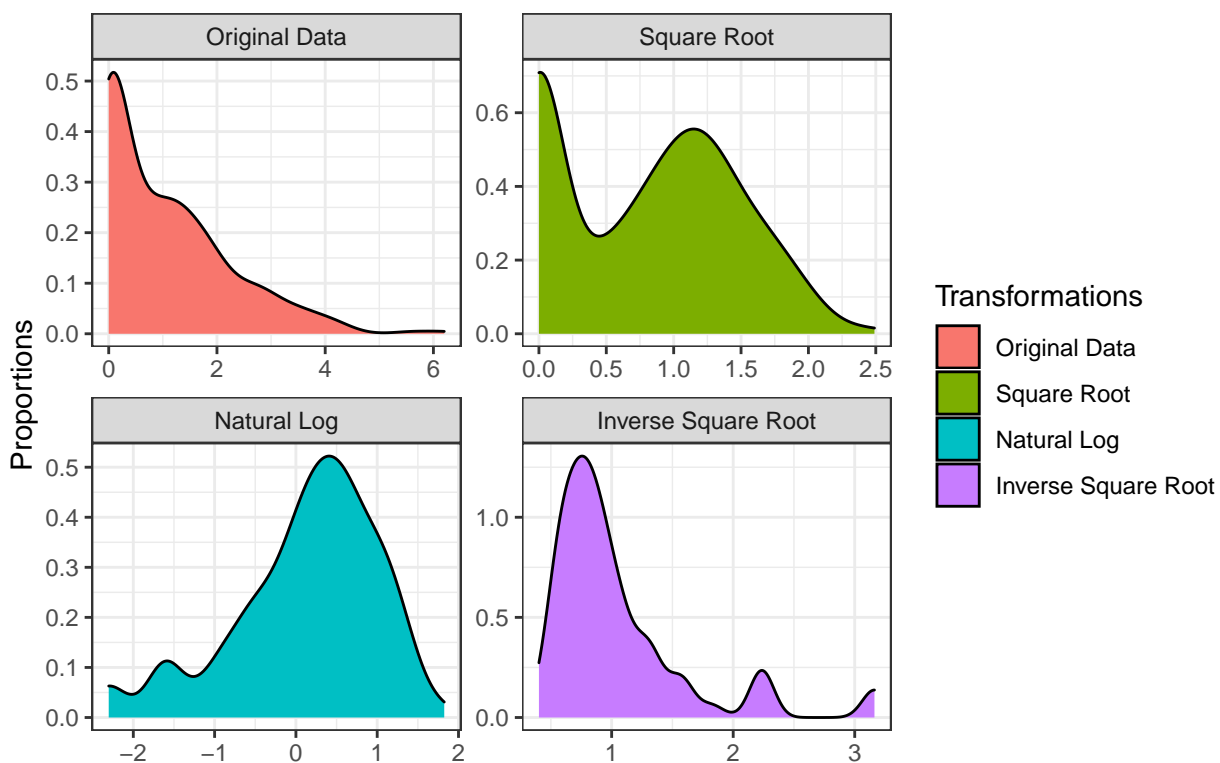 Original Data
Square Root
0.5
0.4
0.3
0.2
0.1
0.0
0.6
0.4
0.2
0.0
0 2 4 6
0.0 0.5 1.0 1.5 2.0 2.5
Proportions
Natural Log
Inverse Square Root
0.5
0.4
0.3
0.2
0.1
0.0
1.0
0.5
0.0
−2 −1 0 1 2
1 2 3
Transformations
Original Data
Square Root
Natural Log
Inverse Square Root